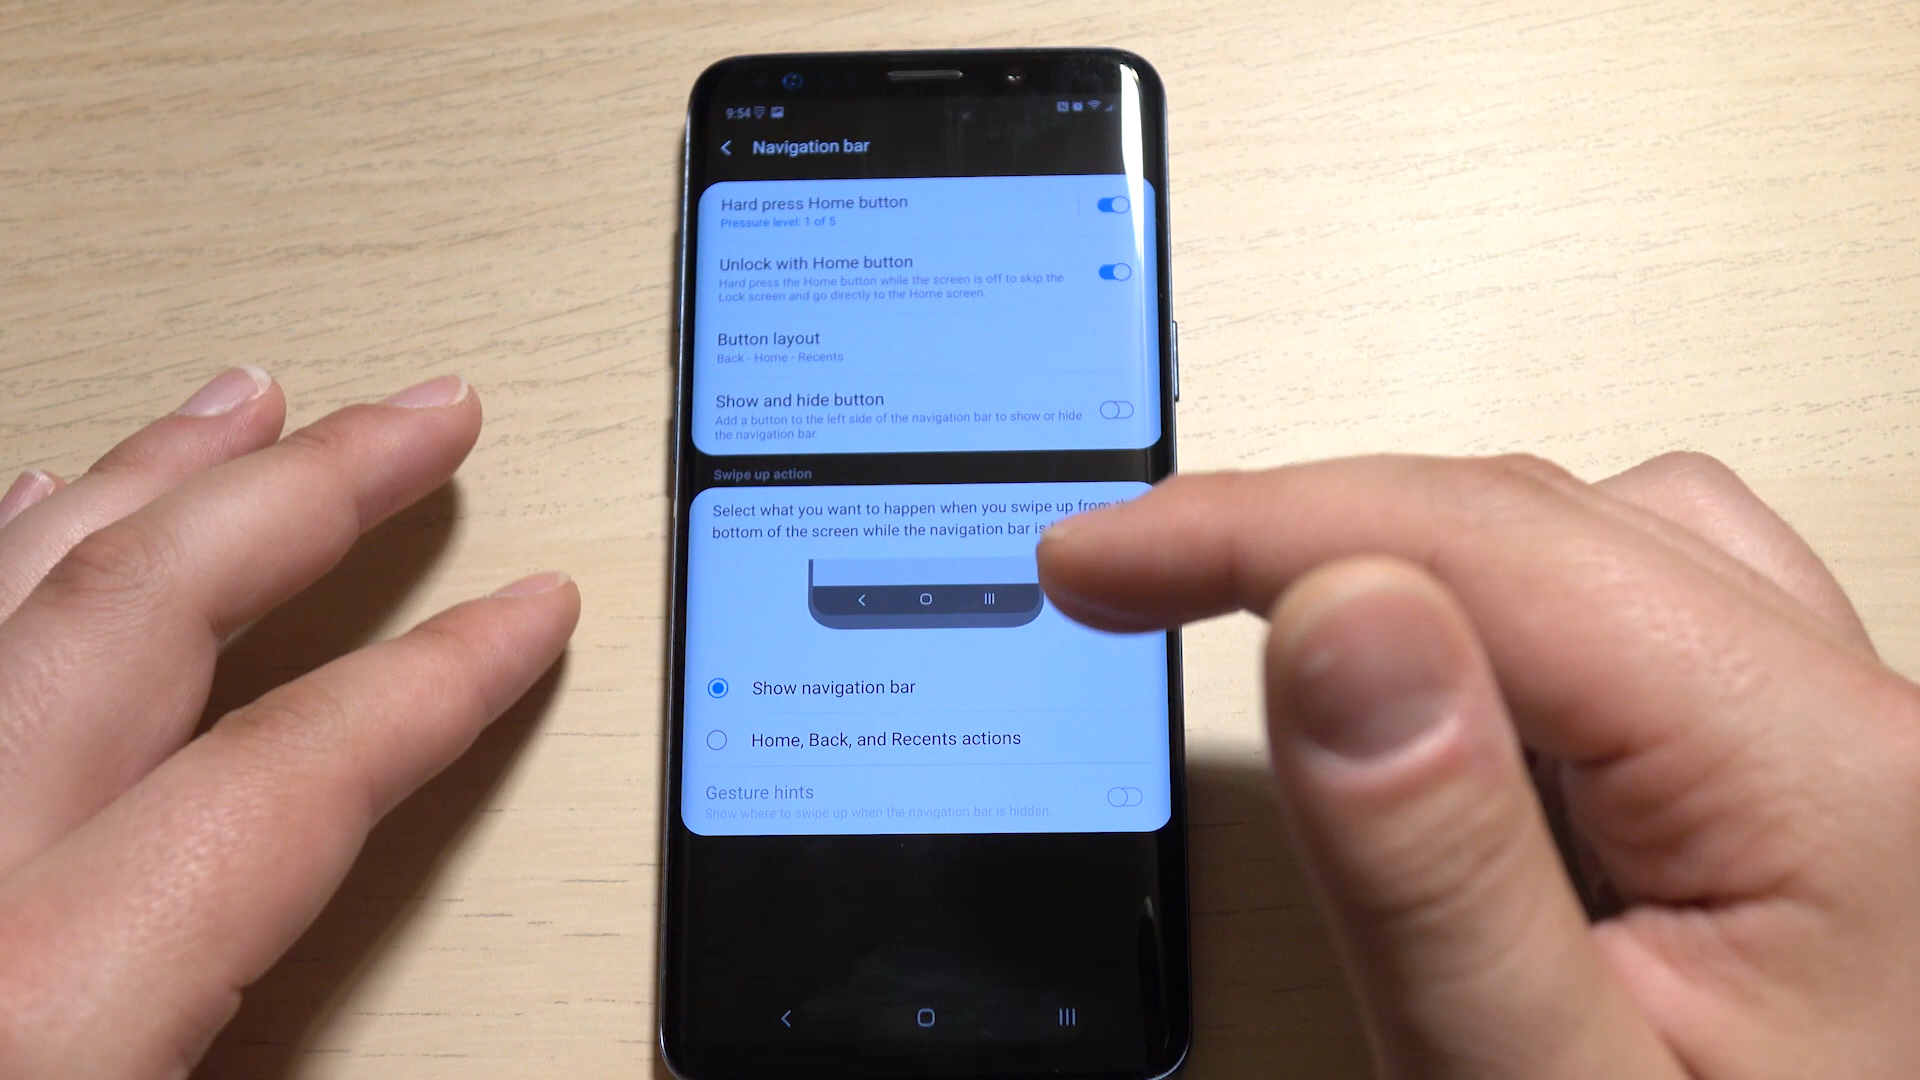 9:54
Navigation bar
Hard press Home button
Pressure level: 1 of 5
Unlock with Home button
Hard press the Home button while the screen is off to skip the
Lock screen and go directly to the Home screen.
Button layout
Back - Home - Recents
Show and hide button
Add a button to the left side of the navigation bar to show or hide
the navigation bar.
Swipe up action
Select what you want to happen when you swipe up from
bottom of the screen while the navigation bar is
Show navigation bar
Home, Back, and Recents actions
Gesture hints
Show where to swipe up when the navigation bar is hidden.